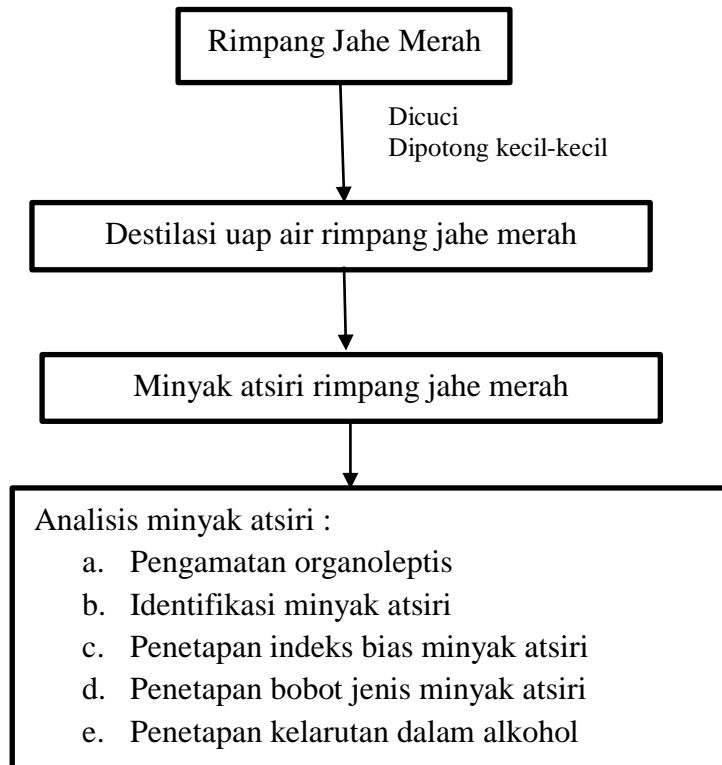 Rimpang Jahe Merah
Dicuci
Dipotong kecil-kecil
Destilasi uap air rimpang jahe merah
Minyak atsiri rimpang jahe merah
Analisis minyak atsiri :
a. Pengamatan organoleptis
b. Identifikasi minyak atsiri
c. Penetapan indeks bias minyak atsiri
d. Penetapan bobot jenis minyak atsiri
e. Penetapan kelarutan dalam alkohol